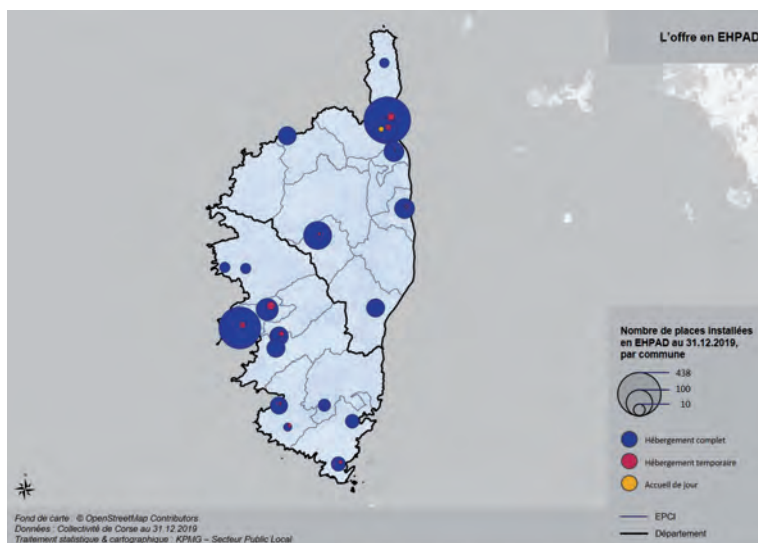 L'offre en EHPAD
Nombre de places installées
en EHPAD au 31.12.2019,
par commune
438
100
10
Hébergement complet
Hébergement temporaire
Accueil de jour
EPCI
Département
Fond de carte : © OpenStreetMap Contributors
Données : Collectivité de Corse au 31.12 2019
Traitement statistique & cartographique : KPMG – Secteur Public Local